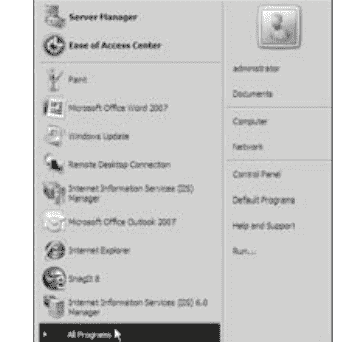 Server Manager
Ease of Access Center
Paint
Microsoft Office Word 2007
Windows Update
Remote Desktop Connection
Internet Information Services (IIS)
Manager
Microsoft Office Outlook 2007
Internet Explorer
SnagIt 8
Internet Information Services (IIS) 6.0
Manager
All Programs
administrator
Documents
Computer
Network
Control Panel
Default Programs
Help and Support
Run...